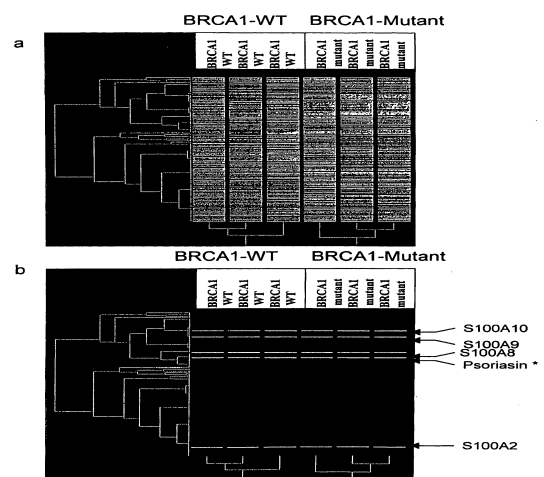 BRCA1-WT BRCA1-Mutant
a
BRCA1 WT BRCA1 WT BRCA1 WT BRCA1 mutant BRCA1 mutant BRCA1 mutant
BRCA1-WT BRCA1-Mutant
b
BRCA1 WT BRCA1 WT BRCA1 WT BRCA1 mutant BRCA1 mutant BRCA1 mutant
S100A10
S100A9
S100A8
Psoriasin *
S100A2